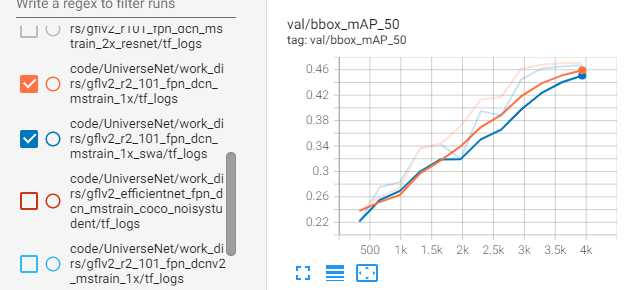 Write a regex to filter runs
rs/gflv2_r101_fpn_dcn_ms
train_2x_resnet/tf_logs
code/UniverseNet/work_di
rs/gflv2_r2_101_fpn_dcn_
mstrain_1x/tf_logs
code/UniverseNet/work_di
rs/gflv2_r2_101_fpn_dcn_
mstrain_1x_swa/tf_logs
code/UniverseNet/work_di
rs/gflv2_efficientnet_fpn_d
cn_mstrain_coco_noisystu
dent/tf_logs
code/UniverseNet/work_di
rs/gflv2_r2_101_fpn_dcnv2
_mstrain_1x/tf_logs
val/bbox_mAP_50
tag: val/bbox_mAP_50
0.46
0.42
0.38
0.34
0.3
0.26
0.22
500 1k 1.5k 2k 2.5k 3k 3.5k 4k